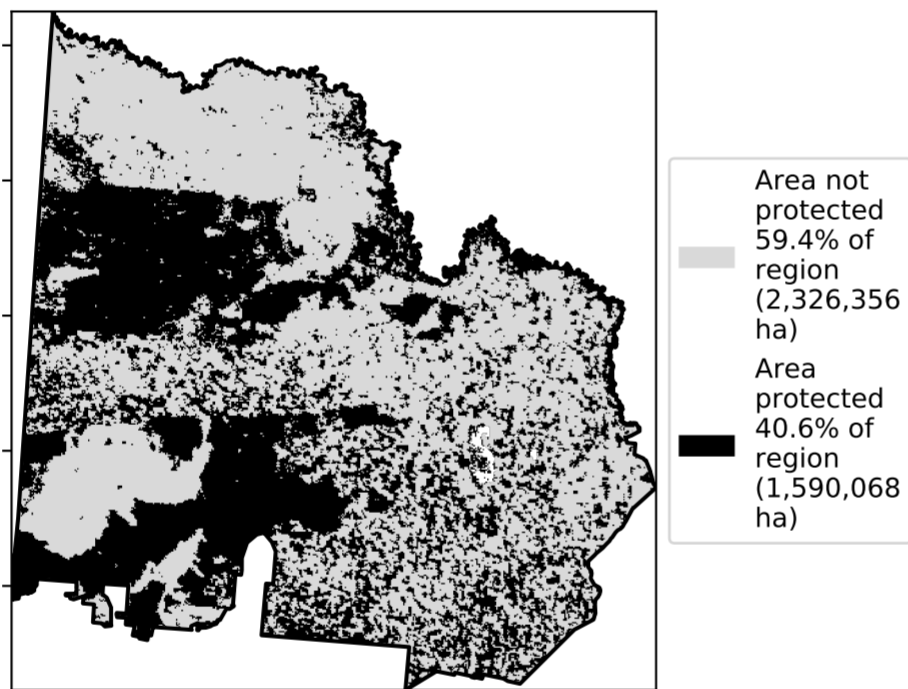 Area not
protected
59.4% of
region
(2,326,356
ha)
Area
protected
40.6% of
region
(1,590,068
ha)